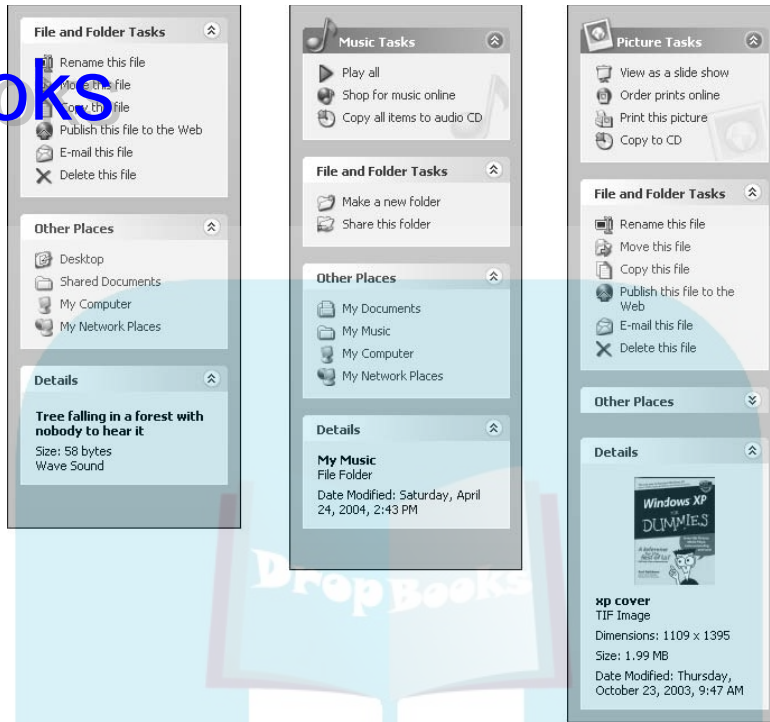 File and Folder Tasks
Rename this file
Move this file
Copy this file
Publish this file to the Web
E-mail this file
Delete this file
Other Places
Desktop
Shared Documents
My Computer
My Network Places
Details
Tree falling in a forest with
nobody to hear it
Size: 58 bytes
Wave Sound
Music Tasks
Play all
Shop for music online
Copy all items to audio CD
File and Folder Tasks
Make a new folder
Share this folder
Other Places
My Documents
My Music
My Computer
My Network Places
Details
My Music
File Folder
Date Modified: Saturday, April
24, 2004, 2:43 PM
Picture Tasks
View as a slide show
Order prints online
Print this picture
Copy to CD
File and Folder Tasks
Rename this file
Move this file
Copy this file
Publish this file to the
Web
E-mail this file
Delete this file
Other Places
Details
Windows XP
FOR
DUMMIES
xp cover
TIF Image
Dimensions: 1109 x 1395
Size: 1.99 MB
Date Modified: Thursday,
October 23, 2003, 9:47 AM
ooks
Drop Books